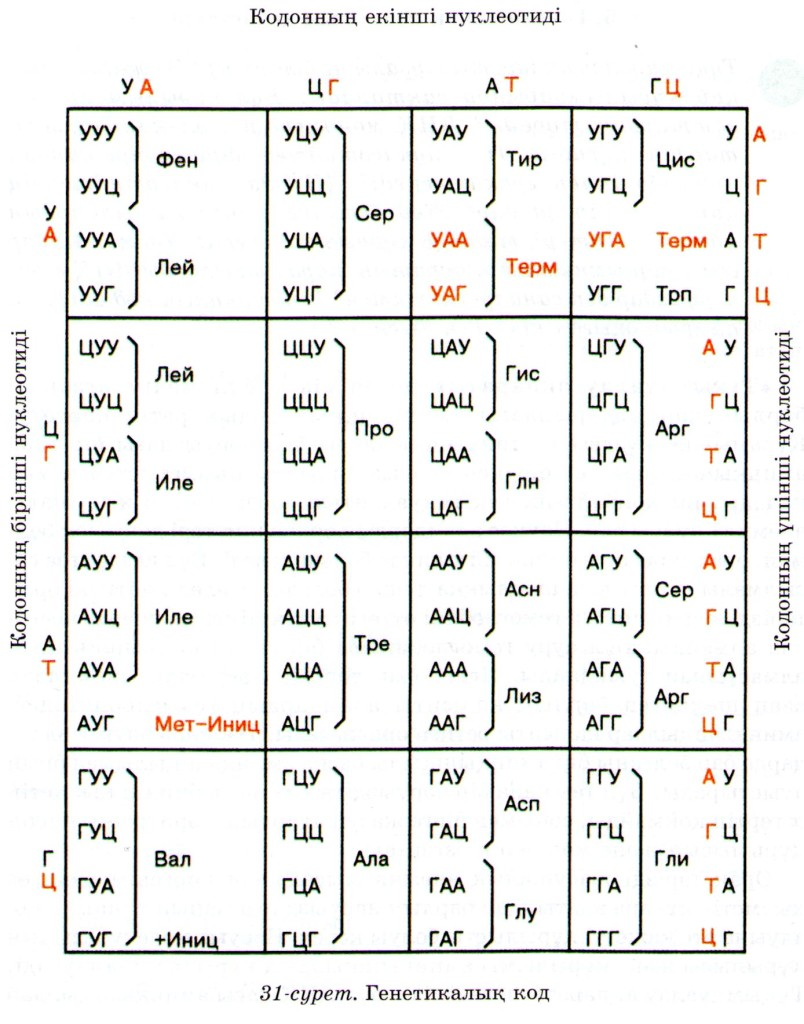 Кодонның екінші нуклеотиді
У А Ц Г А Т Г Ц
Кодонның бірінші нуклеотиді
Кодонның үшінші нуклеотиді
УУУ УЦУ УАУ УГУ У А
Фен Тир Цис
УУЦ УЦЦ УАЦ УГЦ Ц Г
У
А
Сер
УУА УЦА УАА УГА Терм А Т
Лей Терм
УУГ УЦГ УАГ УГГ Трп Г Ц
ЦУУ ЦЦУ ЦАУ ЦГУ А У
Лей Гис
ЦУЦ ЦЦЦ ЦАЦ ЦГЦ Г Ц
Ц
Г
Про Арг
ЦУА ЦЦА ЦАА ЦГА Т А
Иле Глн
ЦУГ ЦЦГ ЦАГ ЦГГ Ц Г
АУУ АЦУ ААУ АГУ А У
Асн Сер
АУЦ Иле АЦЦ ААЦ АГЦ Г Ц
А
Т
Тре
АУА АЦА ААА АГА Т А
Лиз Арг
АУГ Мет–Иниц АЦГ ААГ АГГ Ц Г
ГУУ ГЦУ ГАУ ГГУ А У
Асп
ГУЦ ГЦЦ ГАЦ ГГЦ Г Ц
Г
Ц
Вал Ала Гли
ГУА ГЦА ГАА ГГА Т А
Глу
ГУГ +Иниц ГЦГ ГАГ ГГГ Ц Г
31-сурет. Генетикалық код